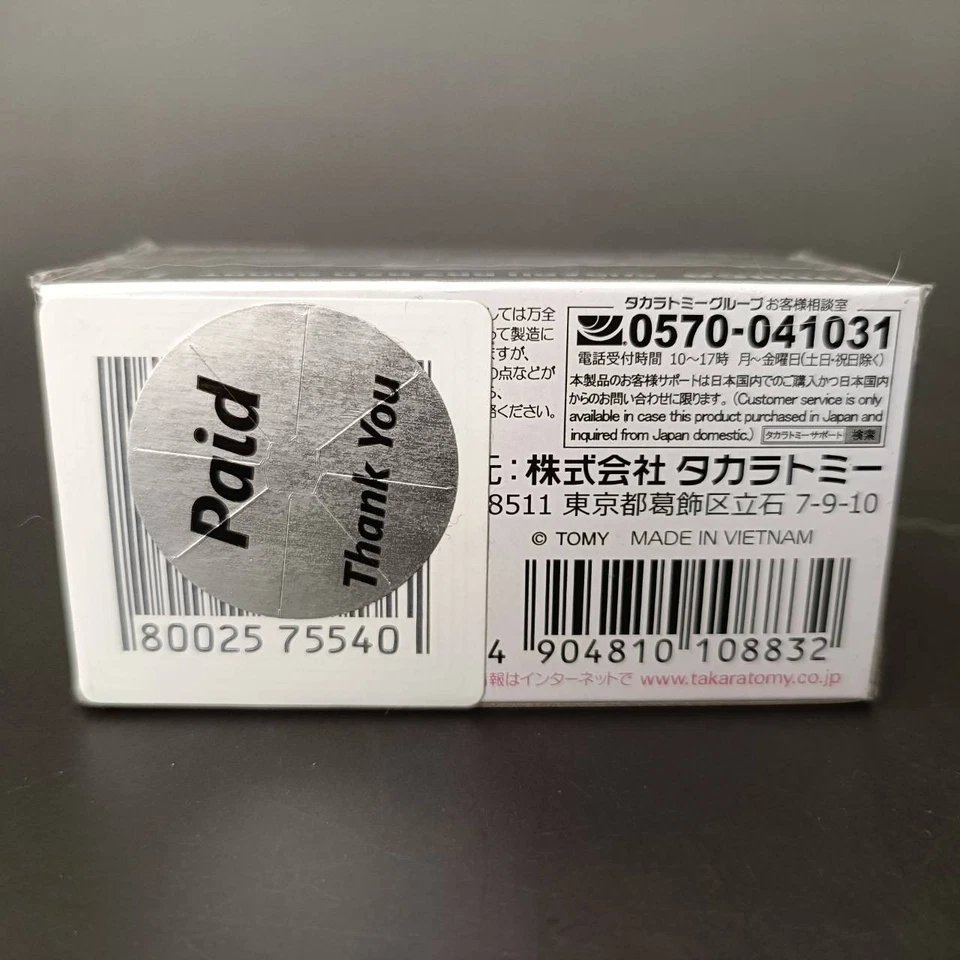 Paid
Thank You
80025 75540
しては万全
って製造に
ますが、
の点などが
絡ください。
タカラトミーグループ お客様相談室
0570-041031
電話受付時間 10～17時 月～金曜日(土日・祝日除く)
本製品のお客様サポートは日本国内でのご購入かつ日本国内
からのお問い合わせに限ります。(Customer service is only
available in case this product purchased in Japan and
inquired from Japan domestic.) タカラトミーサポート 検索
元：株式会社 タカラトミー
8511 東京都葛飾区立石 7-9-10
© TOMY MADE IN VIETNAM
4 904810 108832
情報はインターネットで www.takaratomy.co.jp